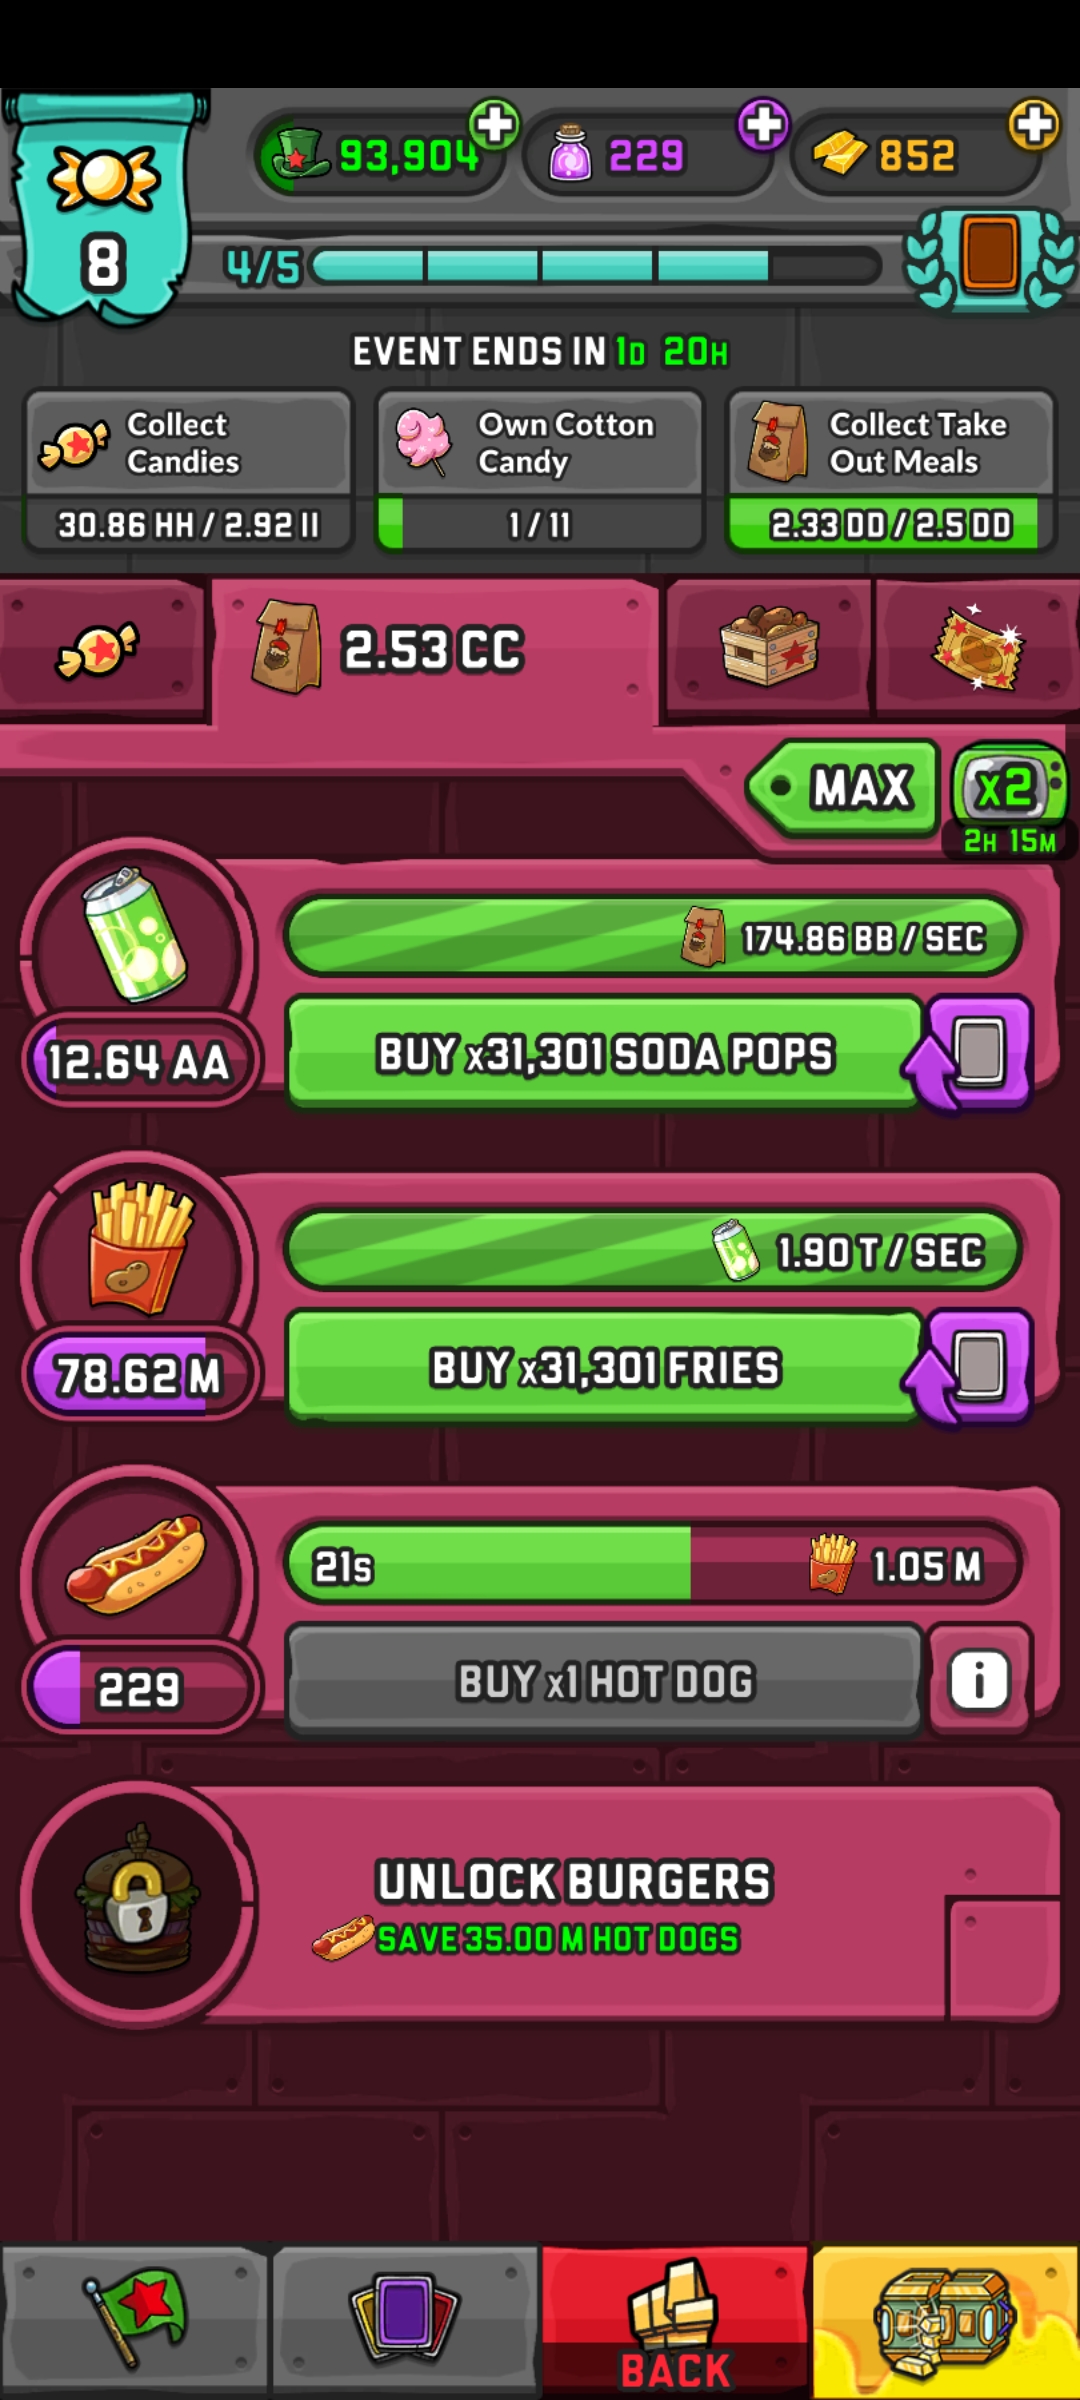 93,904
229
852
8
4/5
EVENT ENDS IN 1D 20H
Collect
Candies
30.86 HH / 2.92 II
Own Cotton
Candy
1 / 11
Collect Take
Out Meals
2.33 DD / 2.5 DD
2.53 CC
MAX
x2
2H 15M
174.86 BB / SEC
12.64 AA
BUY x31,301 SODA POPS
1.90 T / SEC
78.62 M
BUY x31,301 FRIES
21s
1.05 M
229
BUY x1 HOT DOG
i
UNLOCK BURGERS
SAVE 35.00 M HOT DOGS
BACK